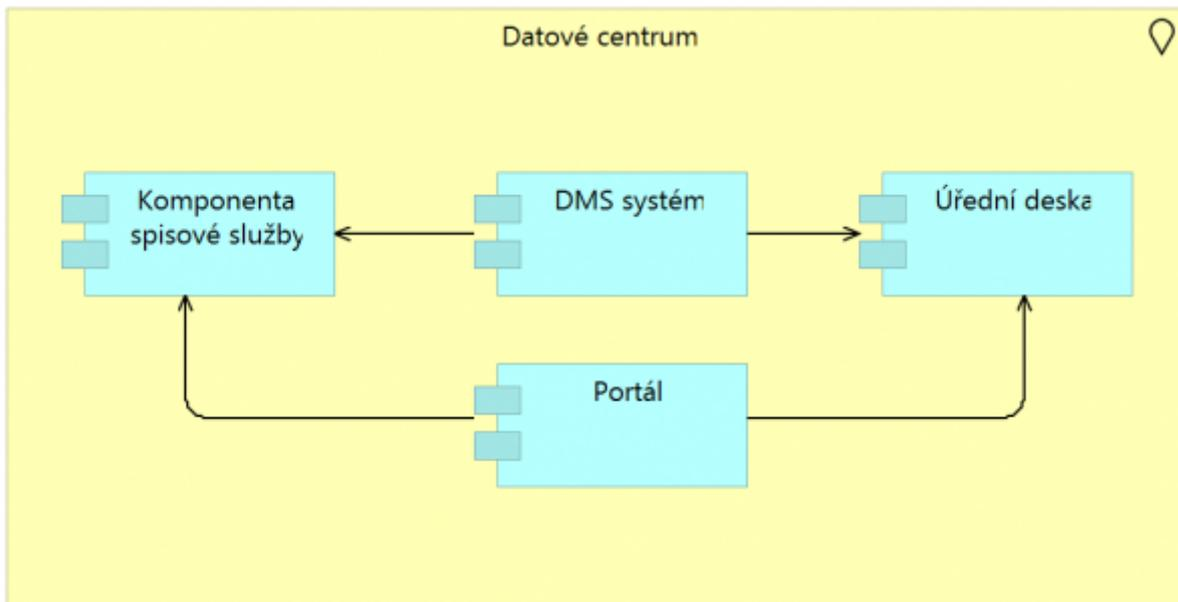 Datové centrum
Komponenta
spisové služby
DMS systém
Úřední deska
Portál